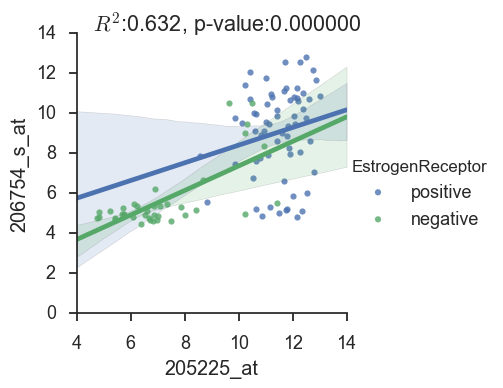 R²:0.632, p-value:0.000000
14
12
10
8
6
4
2
0
206754_s_at
4 6 8 10 12 14
205225_at
EstrogenReceptor
positive
negative